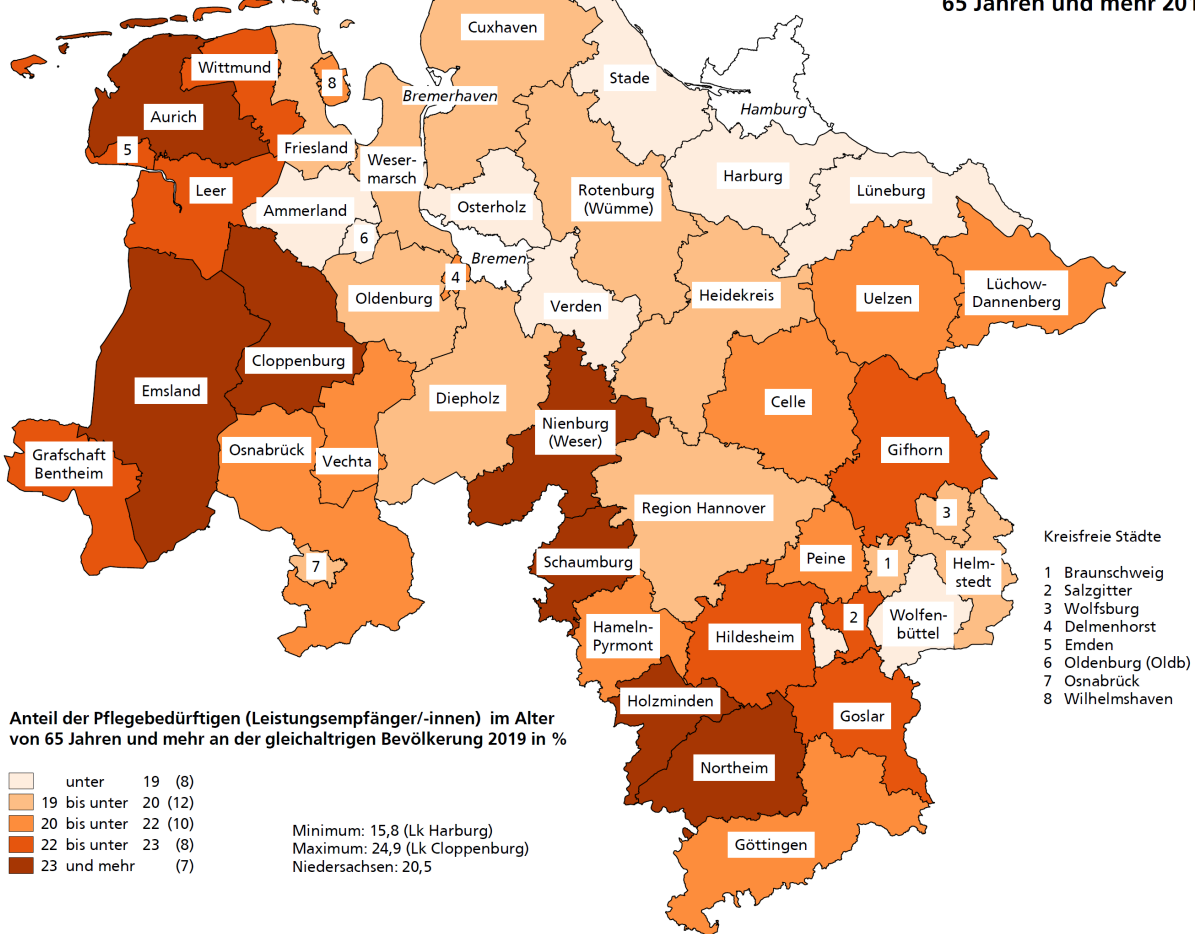 65 Jahren und mehr 201
Cuxhaven
Wittmund
Stade
8
Bremerhaven
Hamburg
Aurich
Friesland
5
Weser-
marsch
Harburg
Leer
Rotenburg
(Wümme)
Lüneburg
Ammerland
Osterholz
6
Bremen
4
Oldenburg
Verden
Heidekreis
Uelzen
Lüchow-
Dannenberg
Cloppenburg
Emsland
Diepholz
Celle
Nienburg
(Weser)
Grafschaft
Bentheim
Osnabrück
Vechta
Gifhorn
Region Hannover
3
Schaumburg
Peine
1
Helm-
stedt
7
2
Wolfen-
büttel
Hameln-
Pyrmont
Hildesheim
Holzminden
Goslar
Northeim
Göttingen
Kreisfreie Städte
1 Braunschweig
2 Salzgitter
3 Wolfsburg
4 Delmenhorst
5 Emden
6 Oldenburg (Oldb)
7 Osnabrück
8 Wilhelmshaven
Anteil der Pflegebedürftigen (Leistungsempfänger/-innen) im Alter
von 65 Jahren und mehr an der gleichaltrigen Bevölkerung 2019 in %
unter 19 (8)
19 bis unter 20 (12)
20 bis unter 22 (10)
22 bis unter 23 (8)
23 und mehr (7)
Minimum: 15,8 (Lk Harburg)
Maximum: 24,9 (Lk Cloppenburg)
Niedersachsen: 20,5